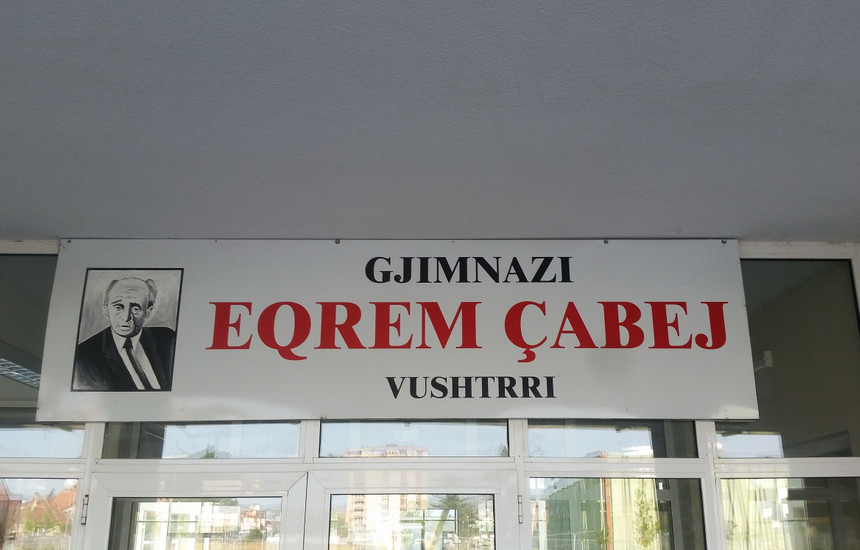 GJIMNAZI
EQREM ÇABEJ
VUSHTRRI